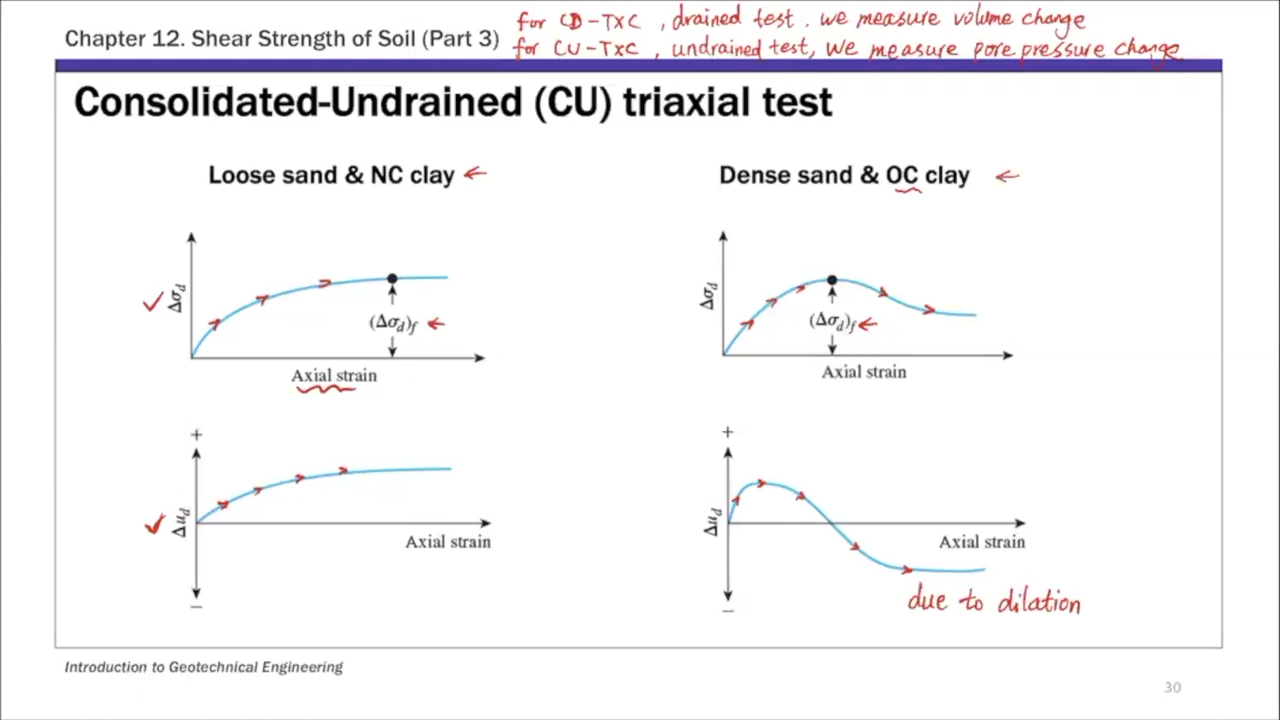 for CD-TxC, drained test, we measure volume change
Chapter 12. Shear Strength of Soil (Part 3)
for CU-TxC, undrained test, we measure pore pressure change
Consolidated-Undrained (CU) triaxial test
Loose sand & NC clay
Dense sand & OC clay
Δσd
(Δσd)f
Axial strain
Δσd
(Δσd)f
Axial strain
+
Δud
Axial strain
−
+
Δud
Axial strain
−
due to dilation
Introduction to Geotechnical Engineering
30